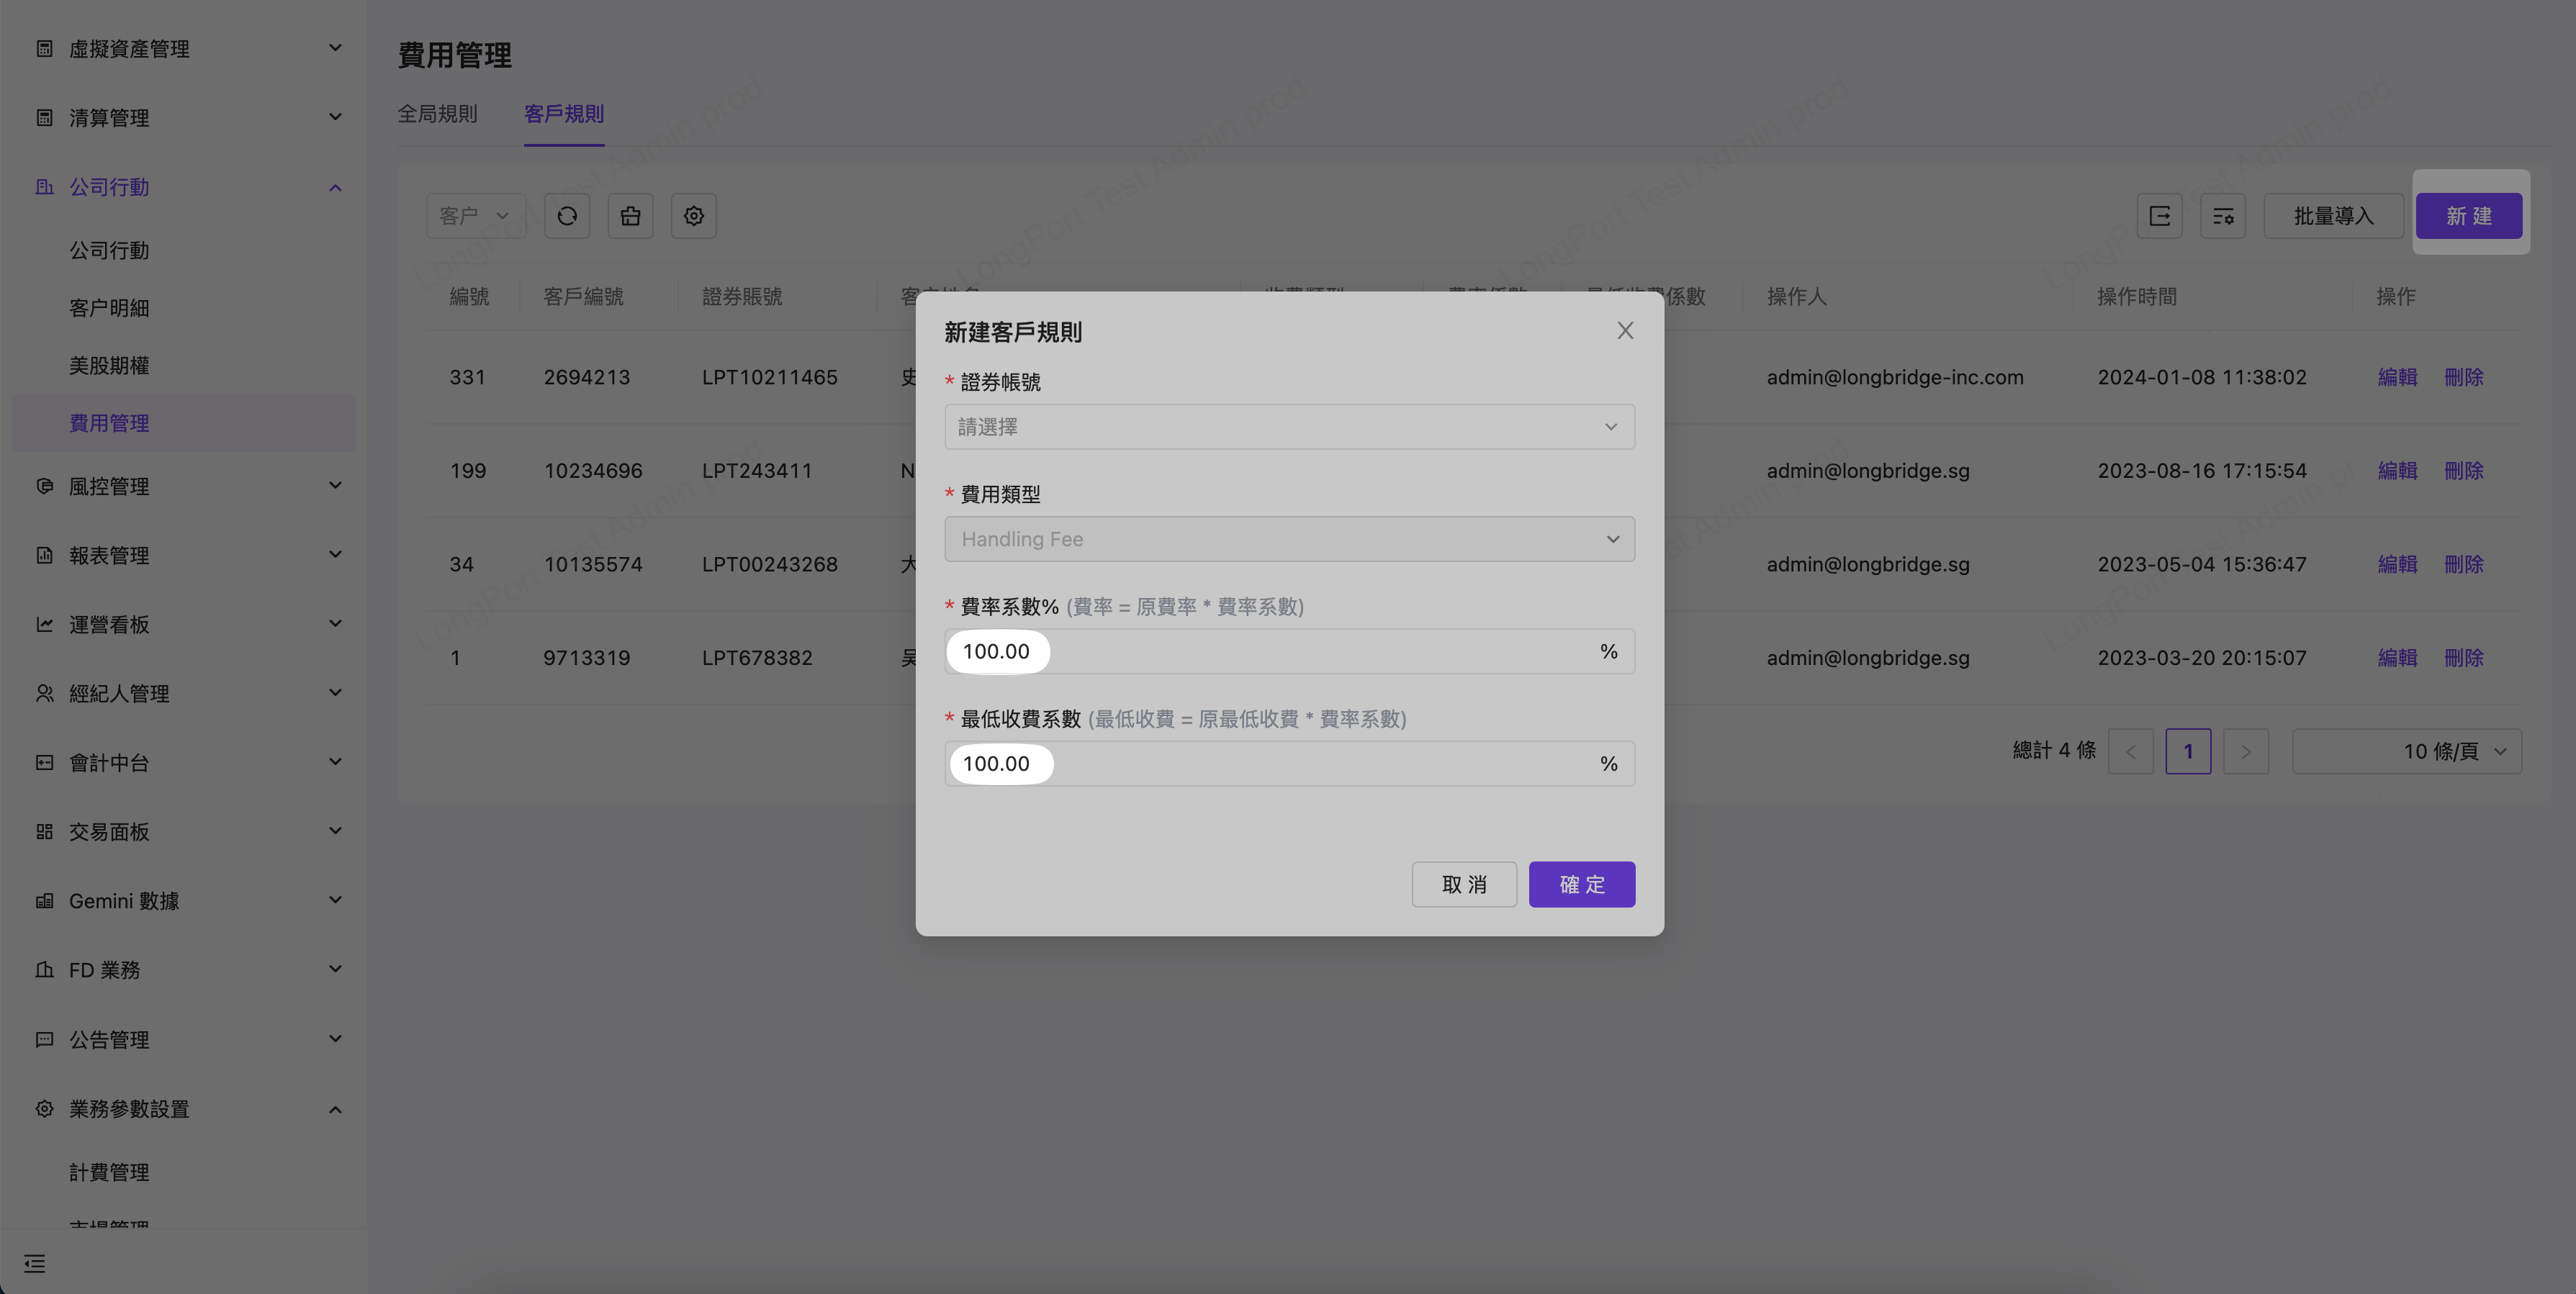 虛擬資產管理
清算管理
公司行動
公司行動
客户明細
美股期權
費用管理
風控管理
報表管理
運營看板
經紀人管理
會計中台
交易面板
Gemini 數據
FD 業務
公告管理
業務參數設置
計費管理
市場管理
費用管理
全局規則 客戶規則
客户 批量導入 新 建
編號 客戶編號 證券賬號 操作人 操作時間 操作
331 2694213 LPT10211465 史 admin@longbridge-inc.com 2024-01-08 11:38:02 編輯 刪除
199 10234696 LPT243411 N admin@longbridge.sg 2023-08-16 17:15:54 編輯 刪除
34 10135574 LPT00243268 大 admin@longbridge.sg 2023-05-04 15:36:47 編輯 刪除
1 9713319 LPT678382 吴 admin@longbridge.sg 2023-03-20 20:15:07 編輯 刪除
總計 4 條 < 1 > 10 條/頁
新建客戶規則
* 證券帳號
請選擇
* 費用類型
Handling Fee
* 費率系數% (費率 = 原費率 * 費率系數)
100.00 %
* 最低收費系數 (最低收費 = 原最低收費 * 費率系數)
100.00 %
取 消 確 定
LongPort Test Admin prod